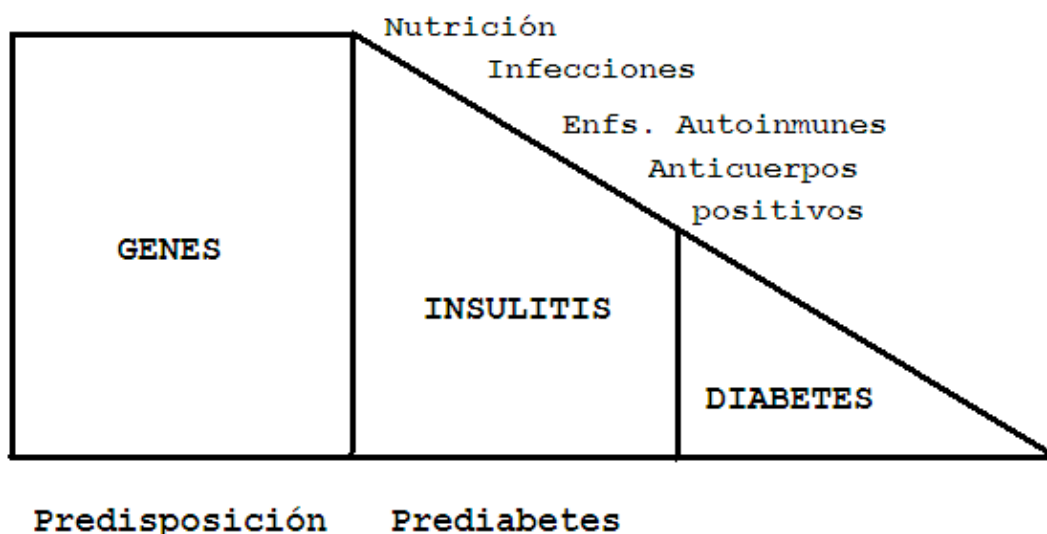 Nutrición
Infecciones
Enfs. Autoinmunes
Anticuerpos
positivos
GENES
INSULITIS
DIABETES
Predisposición Prediabetes